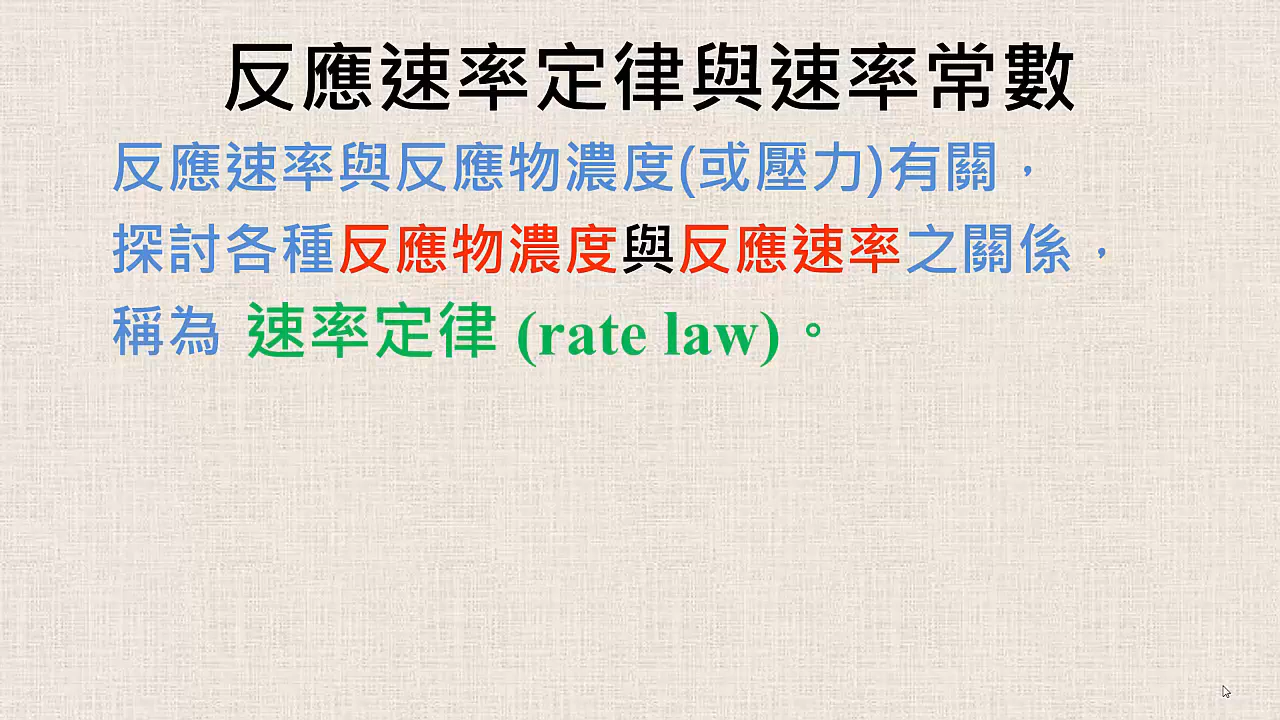 反應速率定律與速率常數
反應速率與反應物濃度(或壓力)有關，
探討各種反應物濃度與反應速率之關係，
稱為 速率定律 (rate law)。